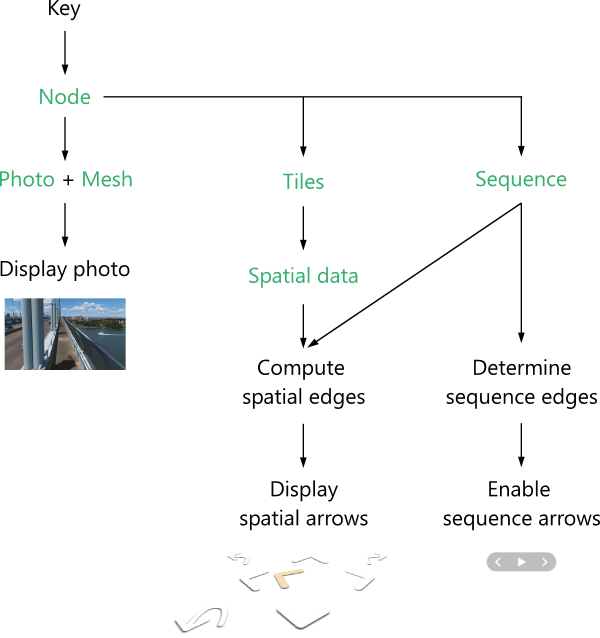 Key
Node
Photo + Mesh
Tiles
Sequence
Display photo
Spatial data
Compute
spatial edges
Determine
sequence edges
Display
spatial arrows
Enable
sequence arrows